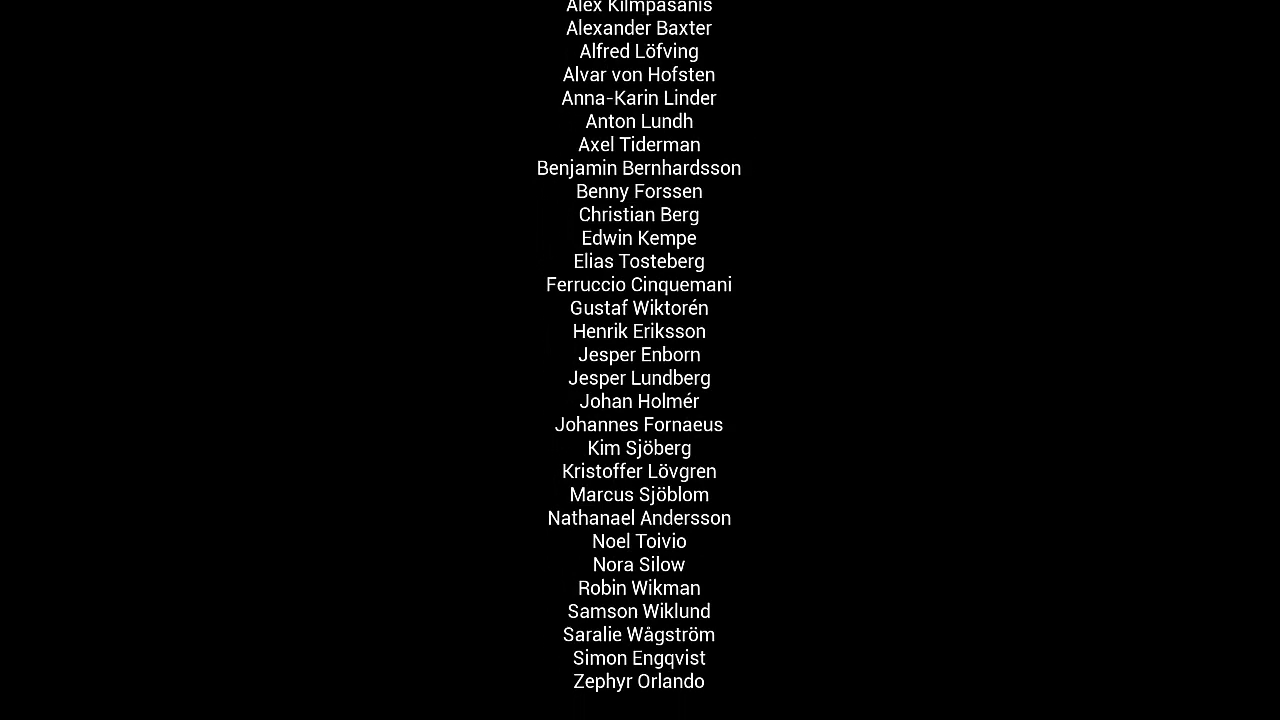 Alex Kilmpasanis
Alexander Baxter
Alfred Löfving
Alvar von Hofsten
Anna-Karin Linder
Anton Lundh
Axel Tiderman
Benjamin Bernhardsson
Benny Forssen
Christian Berg
Edwin Kempe
Elias Tosteberg
Ferruccio Cinquemani
Gustaf Wiktorén
Henrik Eriksson
Jesper Enborn
Jesper Lundberg
Johan Holmér
Johannes Fornaeus
Kim Sjöberg
Kristoffer Lövgren
Marcus Sjöblom
Nathanael Andersson
Noel Toivio
Nora Silow
Robin Wikman
Samson Wiklund
Saralie Wågström
Simon Engqvist
Zephyr Orlando